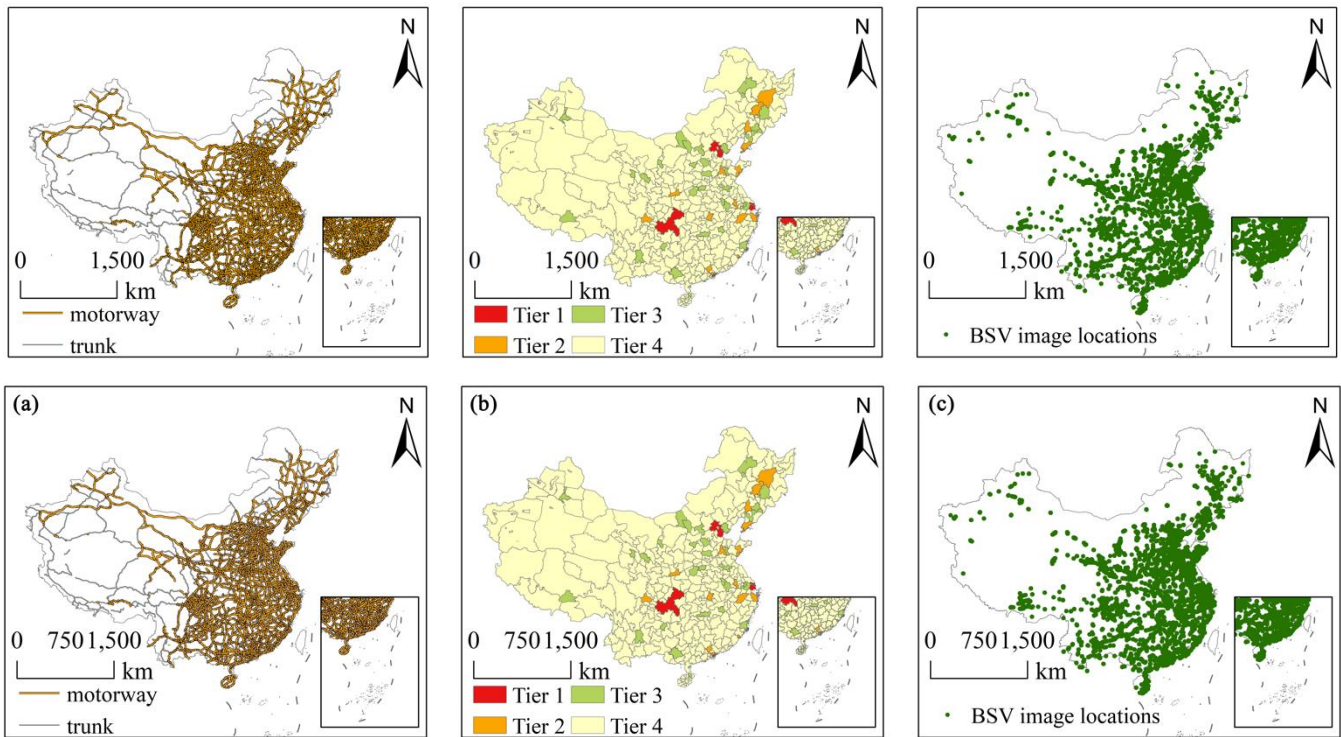 N
0 1,500
km
motorway
trunk
N
0 1,500
km
Tier 1 Tier 3
Tier 2 Tier 4
N
0 1,500
km
BSV image locations
(a)
N
0 750 1,500
km
motorway
trunk
(b)
N
0 750 1,500
km
Tier 1 Tier 3
Tier 2 Tier 4
(c)
N
0 750 1,500
km
BSV image locations